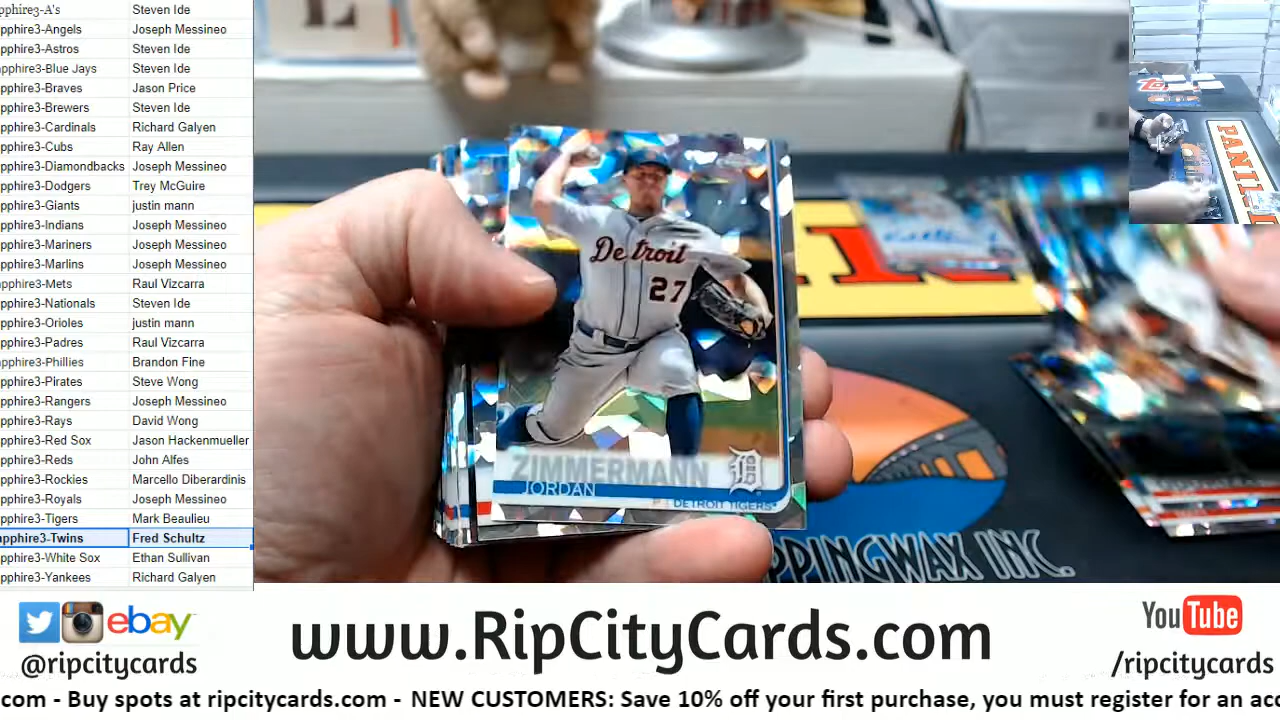 pphire3-A's Steven Ide
pphire3-Angels Joseph Messineo
pphire3-Astros Steven Ide
apphire3-Blue Jays Steven Ide
pphire3-Braves Jason Price
pphire3-Brewers Steven Ide
pphire3-Cardinals Richard Galyen
pphire3-Cubs Ray Allen
pphire3-Diamondbacks Joseph Messineo
pphire3-Dodgers Trey McGuire
pphire3-Giants justin mann
pphire3-Indians Joseph Messineo
pphire3-Mariners Joseph Messineo
pphire3-Marlins Joseph Messineo
pphire3-Mets Raul Vizcarra
pphire3-Nationals Steven Ide
pphire3-Orioles justin mann
pphire3-Padres Raul Vizcarra
apphire3-Phillies Brandon Fine
pphire3-Pirates Steve Wong
pphire3-Rangers Joseph Messineo
pphire3-Rays David Wong
pphire3-Red Sox Jason Hackenmueller
pphire3-Reds John Alfes
pphire3-Rockies Marcello Diberardinis
pphire3-Royals Joseph Messineo
pphire3-Tigers Mark Beaulieu
apphire3-Twins Fred Schultz
pphire3-White Sox Ethan Sullivan
pphire3-Yankees Richard Galyen
Detroit
27
ZIMMERMANN
JORDAN
DETROIT TIGERS
PPINGWAX INC.
PANINI
ebay
@ripcitycards
www.RipCityCards.com
YouTube
/ripcitycards
com - Buy spots at ripcitycards.com - NEW CUSTOMERS: Save 10% off your first purchase, you must register for an acc